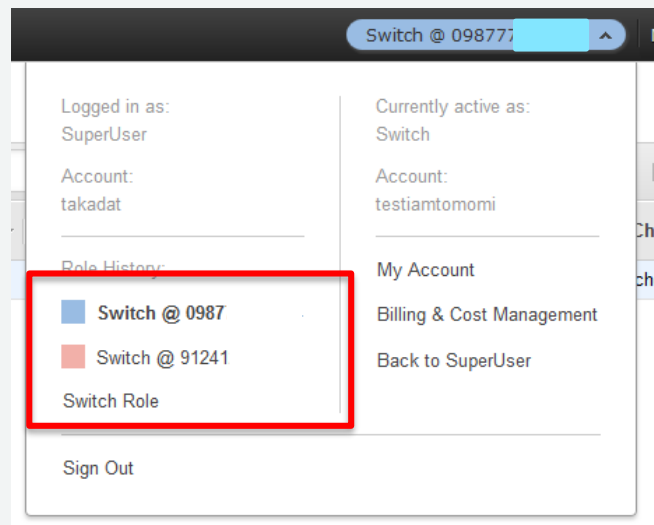 Switch @ 098777
Logged in as:
SuperUser
Account:
takadat
Currently active as:
Switch
Account:
testiamtomomi
Role History:
Switch @ 0987
Switch @ 91241
Switch Role
My Account
Billing & Cost Management
Back to SuperUser
Sign Out